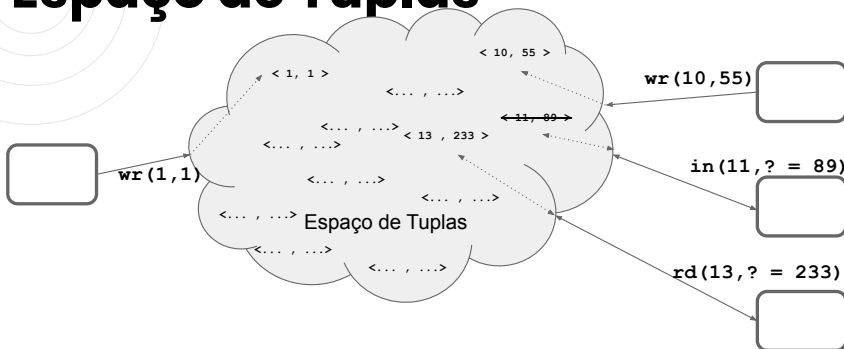 Espaço de Tuplas
< 10, 55 >
< 1, 1 >
wr(10,55)
<... , ...>
< 11, 89 >
<... , ...>
< 13 , 233 >
<... , ...>
in(11,? = 89)
wr(1,1)
<... , ...>
<... , ...>
<... , ...>
Espaço de Tuplas
<... , ...>
<... , ...>
rd(13,? = 233)